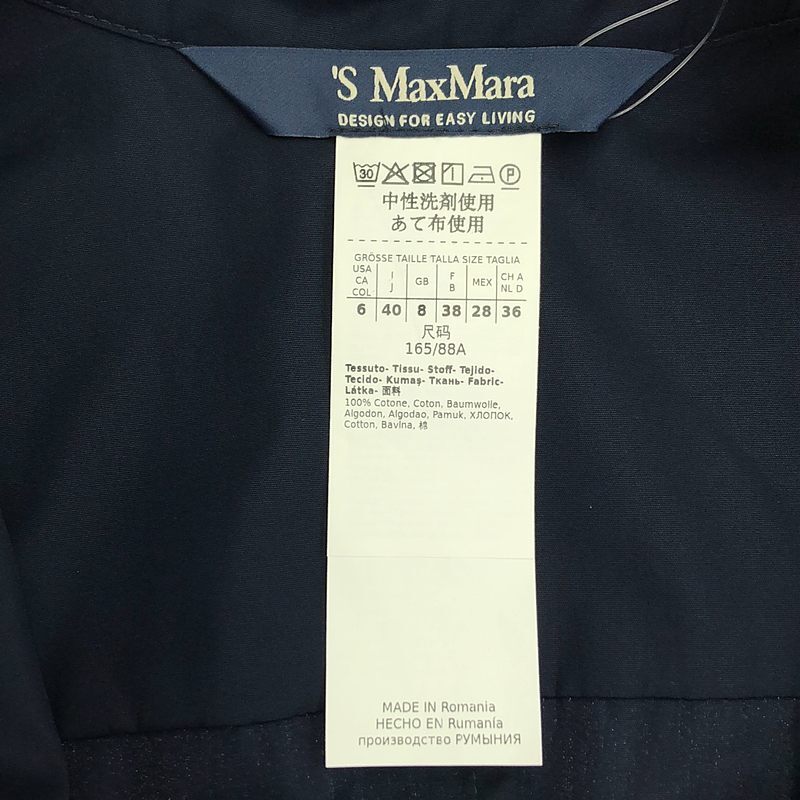 'S MaxMara
DESIGN FOR EASY LIVING
30 P
中性洗剤使用
あて布使用
GRÖSSE TAILLE TALLA SIZE TAGLIA
USA CA COL I J GB F B MEX CH A NL D
6 40 8 38 28 36
尺码
165/88A
Tessuto- Tissu- Stoff- Tejido-
Tecido- Kumaş- Ткань- Fabric-
Látka- 面料
100% Cotone, Coton, Baumwolle,
Algodon, Algodao, Pamuk, ХЛОПОК,
Cotton, Bavlna, 棉
MADE IN Romania
HECHO EN Rumanía
производство РУМЫНИЯ